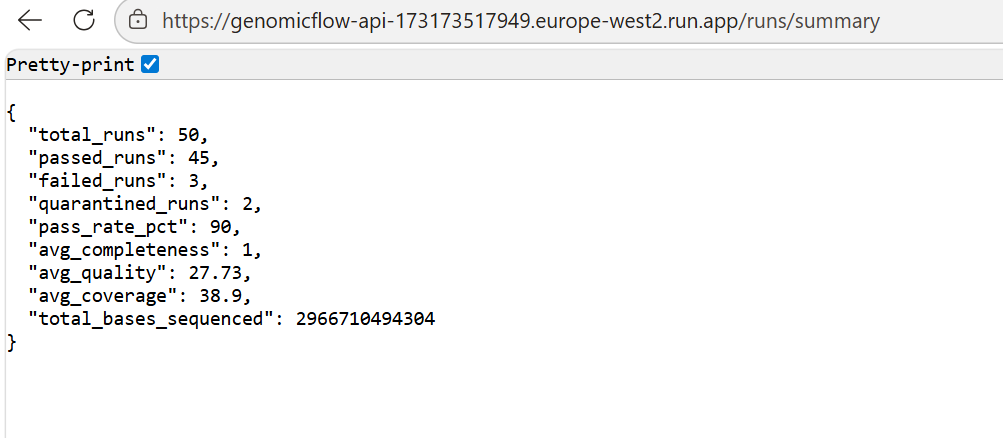 https://genomicflow-api-173173517949.europe-west2.run.app/runs/summary
Pretty-print
{
  "total_runs": 50,
  "passed_runs": 45,
  "failed_runs": 3,
  "quarantined_runs": 2,
  "pass_rate_pct": 90,
  "avg_completeness": 1,
  "avg_quality": 27.73,
  "avg_coverage": 38.9,
  "total_bases_sequenced": 2966710494304
}